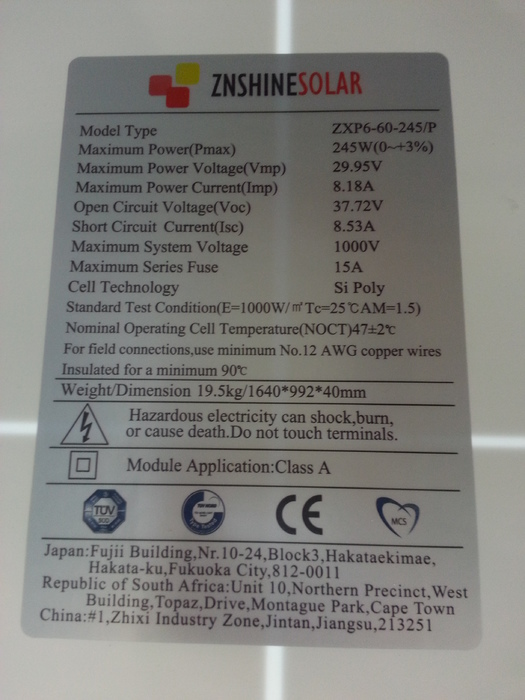 ZNSHINESOLAR
Model Type ZXP6-60-245/P
Maximum Power(Pmax) 245W(0~+3%)
Maximum Power Voltage(Vmp) 29.95V
Maximum Power Current(Imp) 8.18A
Open Circuit Voltage(Voc) 37.72V
Short Circuit Current(Isc) 8.53A
Maximum System Voltage 1000V
Maximum Series Fuse 15A
Cell Technology Si Poly
Standard Test Condition(E=1000W/㎡ Tc=25℃ AM=1.5)
Nominal Operating Cell Temperature(NOCT)47±2℃
For field connections,use minimum No.12 AWG copper wires
Insulated for a minimum 90℃
Weight/Dimension 19.5kg/1640*992*40mm
Hazardous electricity can shock,burn,
or cause death.Do not touch terminals.
Module Application:Class A
TÜV CE MCS
Japan:Fujii Building,Nr.10-24,Block3,Hakataekimae,
Hakata-ku,Fukuoka City,812-0011
Republic of South Africa:Unit 10,Northern Precinct,West
Building,Topaz,Drive,Montague Park,Cape Town
China:#1,Zhixi Industry Zone,Jintan,Jiangsu,213251